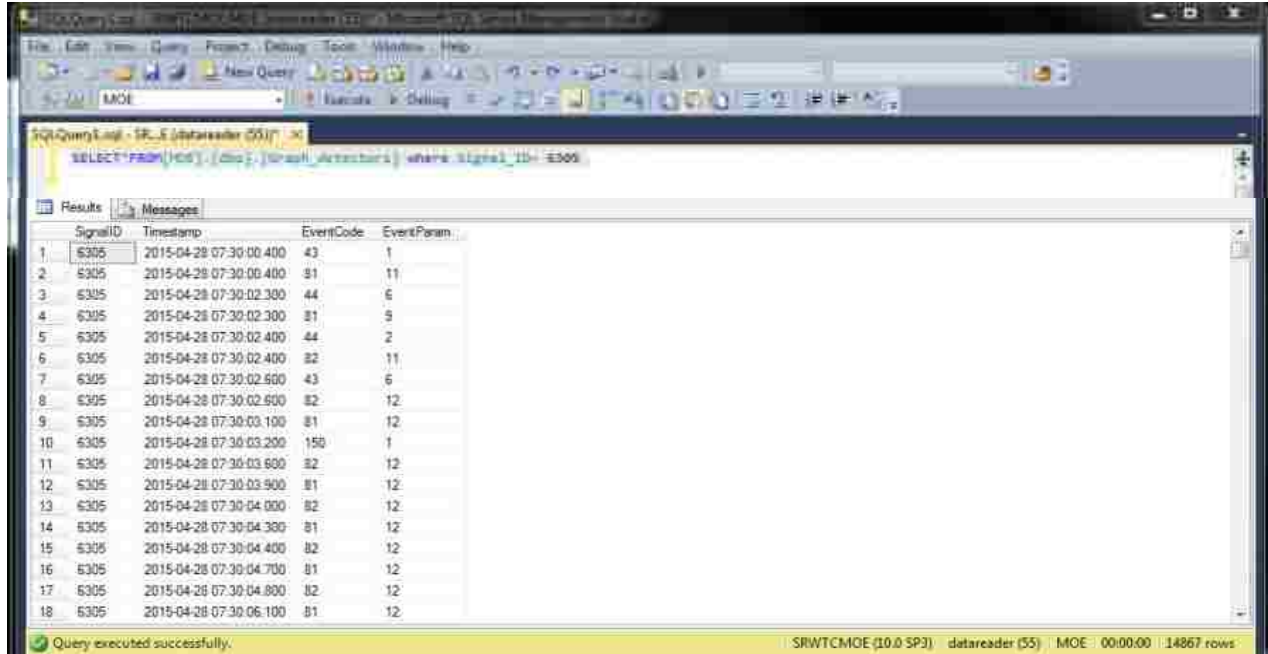 File Edit View Query Project Debug Tools Window Help
New Query
MOE Execute Debug
SQLQuery1.sql - SR...E (datareader (55))*
SELECT*FROM[MOE].[dbo].[Graph_detectors] where Signal_ID= 6305
Results Messages
SignalID Timestamp EventCode EventParam
1 6305 2015-04-28 07:30:00.400 43 1
2 6305 2015-04-28 07:30:00.400 81 11
3 6305 2015-04-28 07:30:02.300 44 6
4 6305 2015-04-28 07:30:02.300 81 9
5 6305 2015-04-28 07:30:02.400 44 2
6 6305 2015-04-28 07:30:02.400 82 11
7 6305 2015-04-28 07:30:02.600 43 6
8 6305 2015-04-28 07:30:02.600 82 12
9 6305 2015-04-28 07:30:03.100 81 12
10 6305 2015-04-28 07:30:03.200 150 1
11 6305 2015-04-28 07:30:03.600 82 12
12 6305 2015-04-28 07:30:03.900 81 12
13 6305 2015-04-28 07:30:04.000 82 12
14 6305 2015-04-28 07:30:04.300 81 12
15 6305 2015-04-28 07:30:04.400 82 12
16 6305 2015-04-28 07:30:04.700 81 12
17 6305 2015-04-28 07:30:04.800 82 12
18 6305 2015-04-28 07:30:06.100 81 12
Query executed successfully. SRWTCMOE (10.0 SP3) datareader (55) MOE 00:00:00 14867 rows